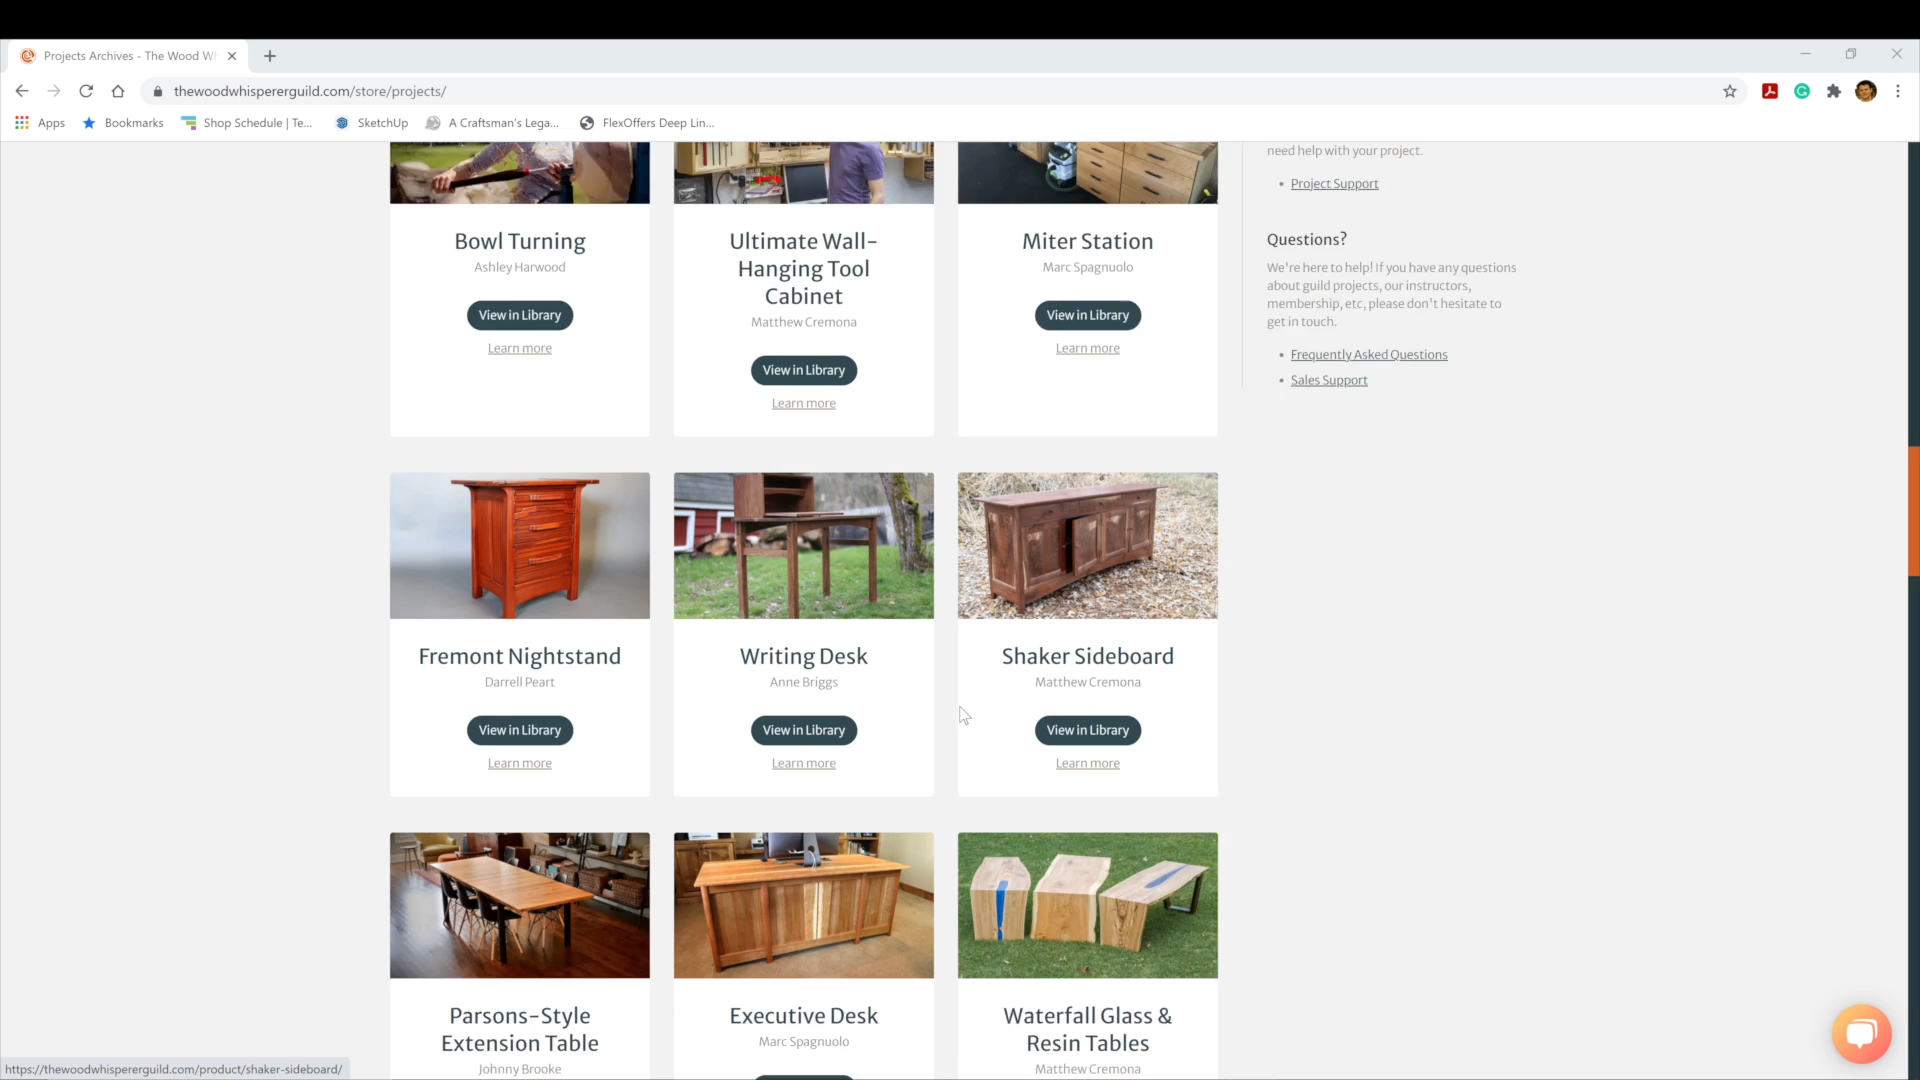 Projects Archives - The Wood Wh
thewoodwhispererguild.com/store/projects/
Apps
Bookmarks
Shop Schedule | Te...
SketchUp
A Craftsman's Lega...
FlexOffers Deep Lin...
need help with your project.
Project Support
Questions?
We're here to help! If you have any questions
about guild projects, our instructors,
membership, etc, please don't hesitate to
get in touch.
Frequently Asked Questions
Sales Support
Bowl Turning
Ashley Harwood
View in Library
Learn more
Ultimate Wall-
Hanging Tool
Cabinet
Matthew Cremona
View in Library
Learn more
Miter Station
Marc Spagnuolo
View in Library
Learn more
Fremont Nightstand
Darrell Peart
View in Library
Learn more
Writing Desk
Anne Briggs
View in Library
Learn more
Shaker Sideboard
Matthew Cremona
View in Library
Learn more
Parsons-Style
Extension Table
Johnny Brooke
Executive Desk
Marc Spagnuolo
Waterfall Glass &
Resin Tables
Matthew Cremona
https://thewoodwhispererguild.com/product/shaker-sideboard/